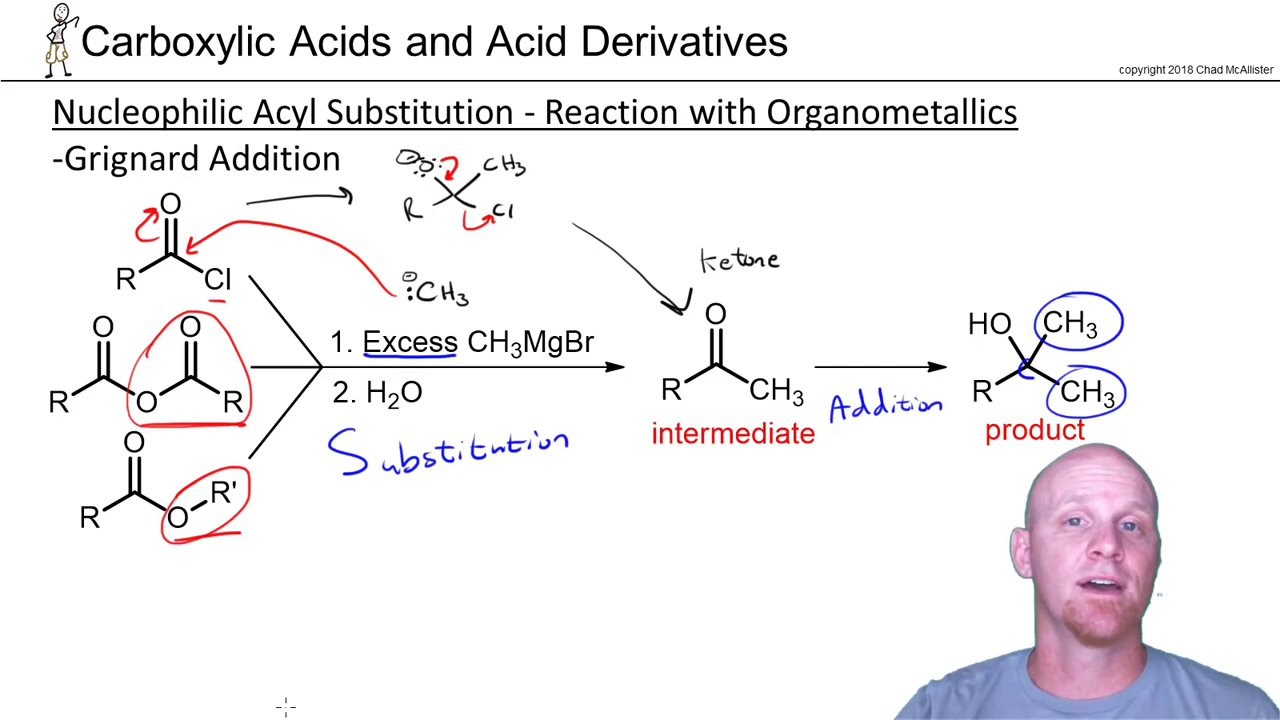 Carboxylic Acids and Acid Derivatives
copyright 2018 Chad McAllister
Nucleophilic Acyl Substitution - Reaction with Organometallics
-Grignard Addition
O CH3
R Cl
O
R Cl
⊖
:CH3
Ketone
O O
R O R
1. Excess CH3MgBr
2. H2O
O
R CH3
intermediate
Addition
HO CH3
R CH3
product
Substitution
O
R O R'